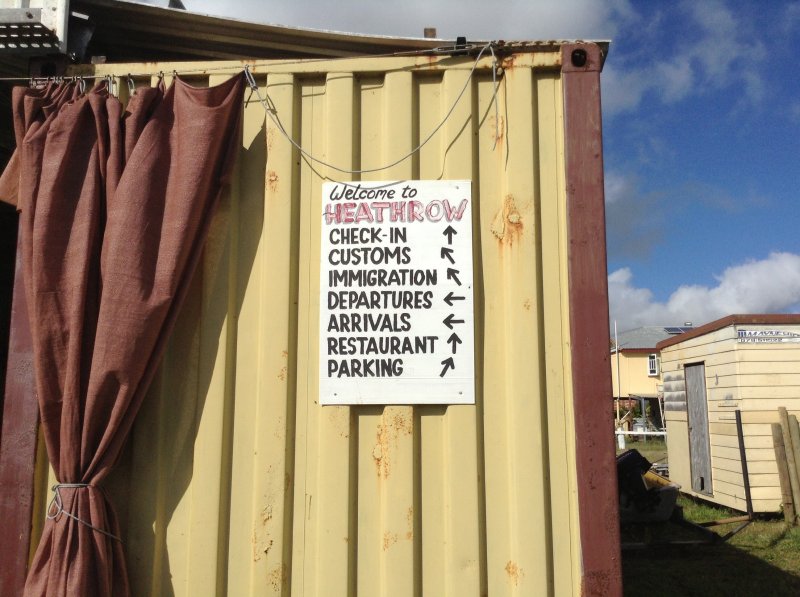 Welcome to
HEATHROW
CHECK-IN ↑
CUSTOMS ↖
IMMIGRATION ↖
DEPARTURES ←
ARRIVALS ←
RESTAURANT ↑
PARKING ↗